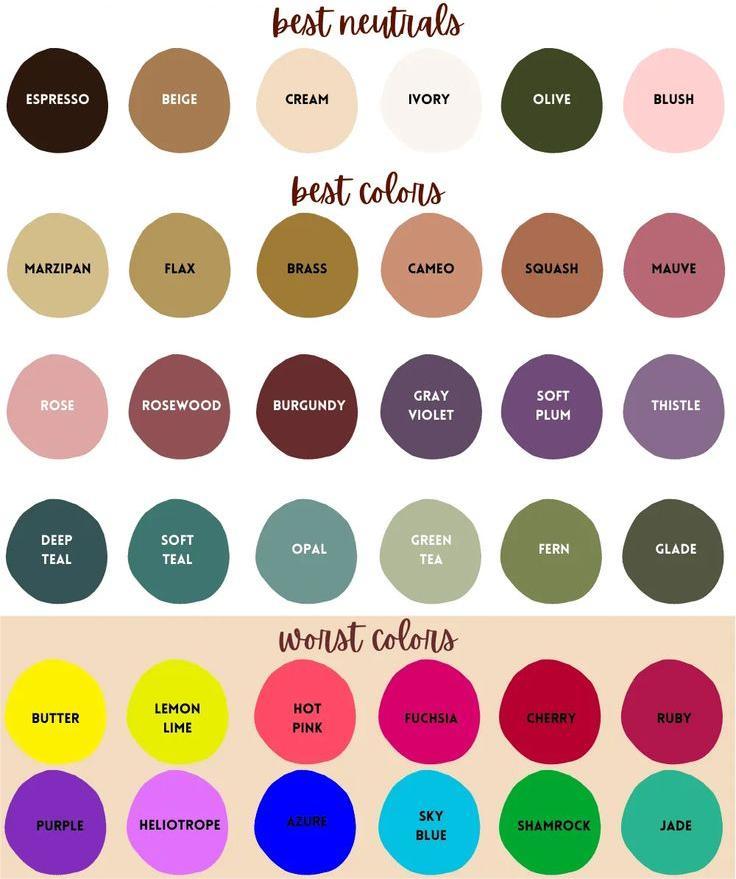 best neutrals
ESPRESSO BEIGE CREAM IVORY OLIVE BLUSH
best colors
MARZIPAN FLAX BRASS CAMEO SQUASH MAUVE
ROSE ROSEWOOD BURGUNDY GRAY VIOLET SOFT PLUM THISTLE
DEEP TEAL SOFT TEAL OPAL GREEN TEA FERN GLADE
worst colors
BUTTER LEMON LIME HOT PINK FUCHSIA CHERRY RUBY
PURPLE HELIOTROPE AZURE SKY BLUE SHAMROCK JADE